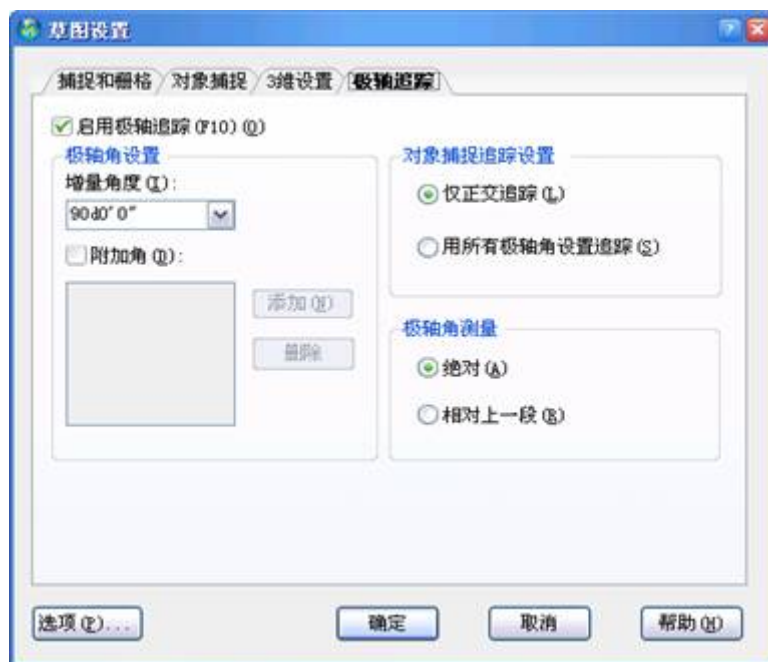 草图设置
捕捉和栅格 对象捕捉 3维设置 极轴追踪
启用极轴追踪 (F10) (O)
极轴角设置
增量角度(I):
90d0' 0"
附加角(D):
添加(N)
删除
对象捕捉追踪设置
仅正交追踪(L)
用所有极轴角设置追踪(S)
极轴角测量
绝对(A)
相对上一段(R)
选项(P)...
确定
取消
帮助(H)